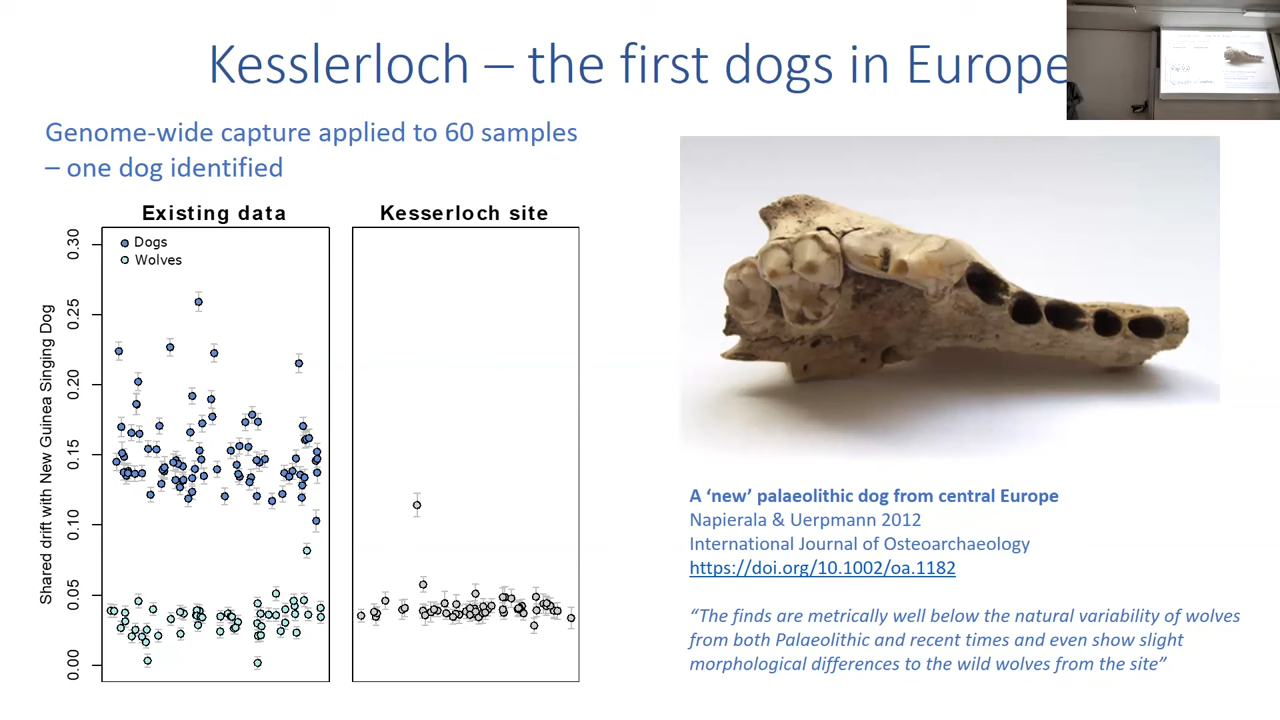 Kesslerloch – the first dogs in Europe
Genome-wide capture applied to 60 samples
– one dog identified
Existing data
Kesserloch site
Dogs
Wolves
Shared drift with New Guinea Singing Dog
0.30
0.25
0.20
0.15
0.10
0.05
0.00
A ‘new’ palaeolithic dog from central Europe
Napierala & Uerpmann 2012
International Journal of Osteoarchaeology
https://doi.org/10.1002/oa.1182
“The finds are metrically well below the natural variability of wolves
from both Palaeolithic and recent times and even show slight
morphological differences to the wild wolves from the site”